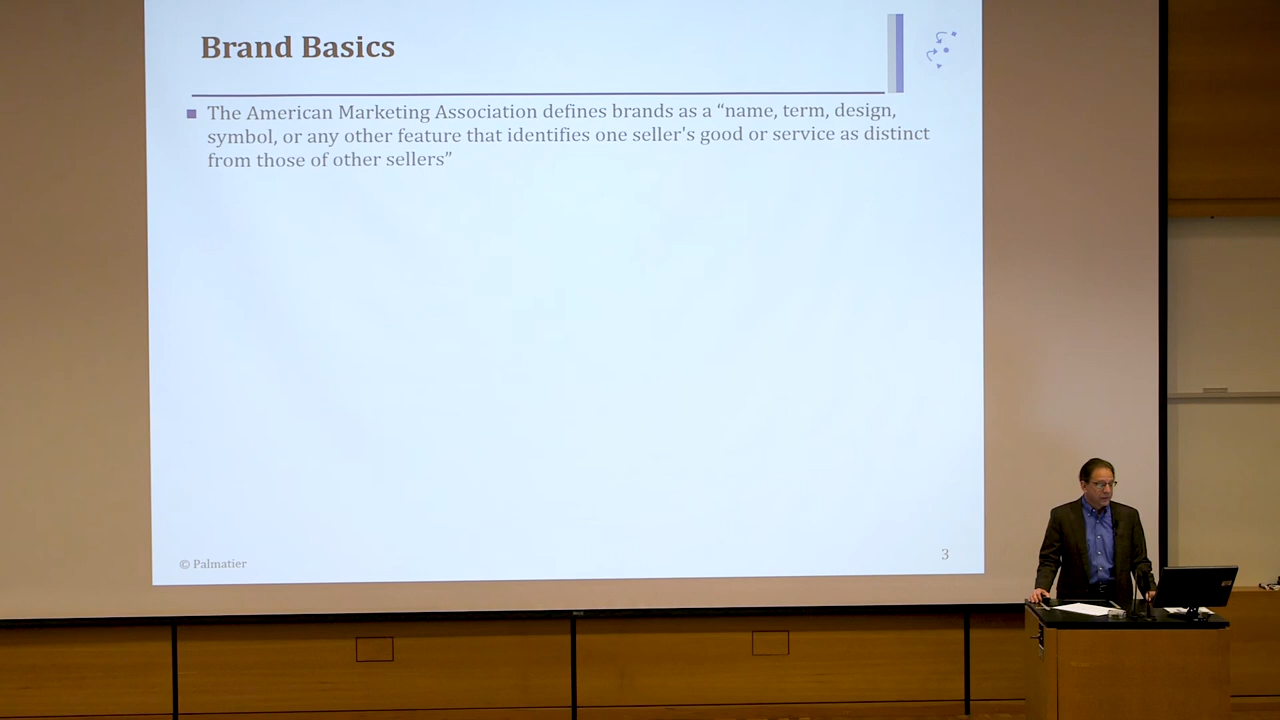 Brand Basics
The American Marketing Association defines brands as a “name, term, design,
symbol, or any other feature that identifies one seller's good or service as distinct
from those of other sellers”
© Palmatier
3